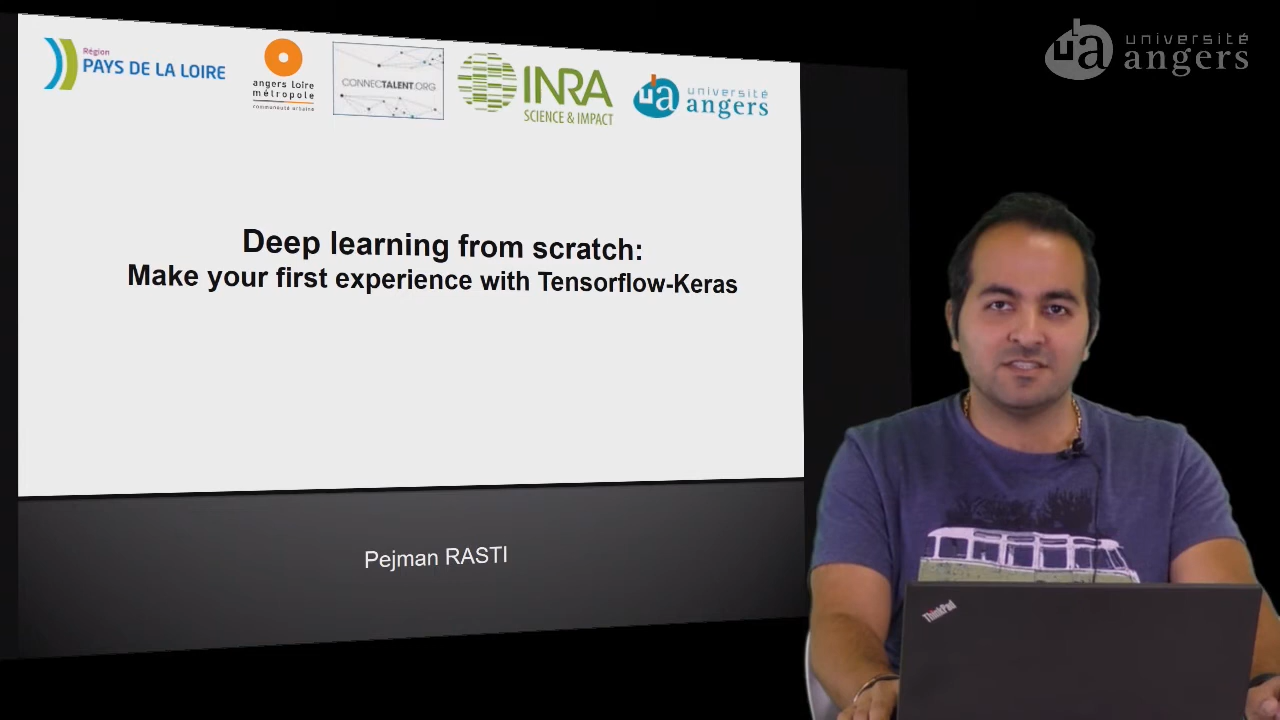 Région
PAYS DE LA LOIRE
angers loire
métropole
communauté urbaine
CONNECTALENT.ORG
INRA
SCIENCE & IMPACT
université
angers
université
angers
Deep learning from scratch:
Make your first experience with Tensorflow-Keras
Pejman RASTI
ThinkPad